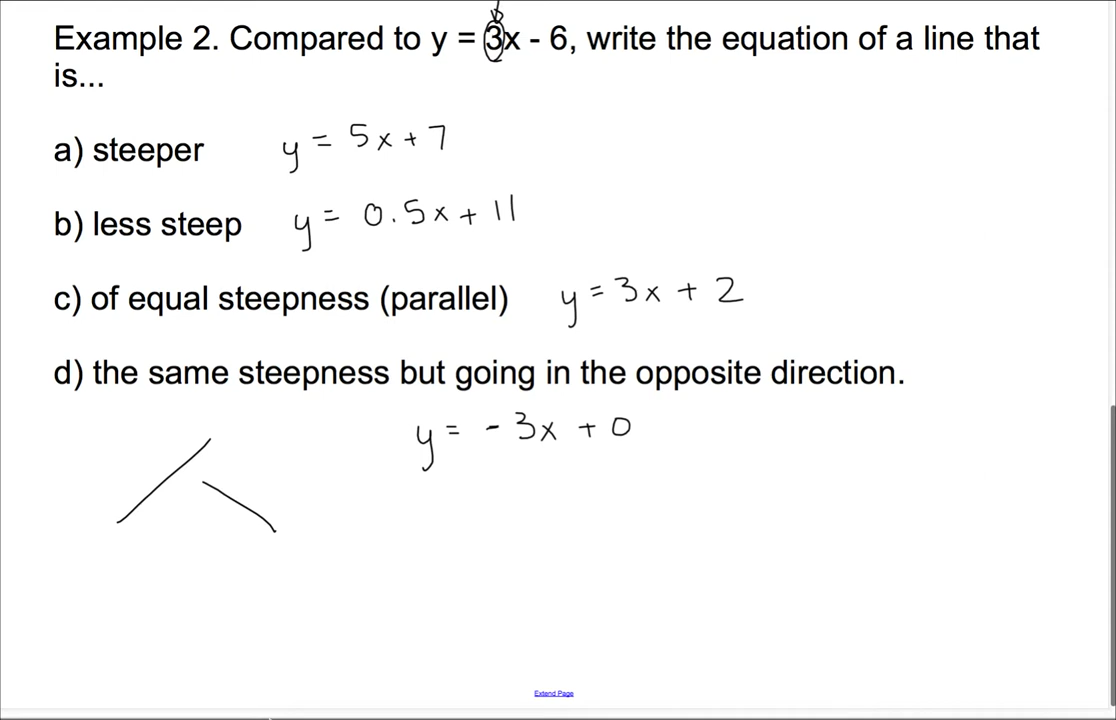 Example 2. Compared to y = 3x - 6, write the equation of a line that
is...
a) steeper y = 5x + 7
b) less steep y = 0.5x + 11
c) of equal steepness (parallel) y = 3x + 2
d) the same steepness but going in the opposite direction.
y = - 3x + 0
Extend Page